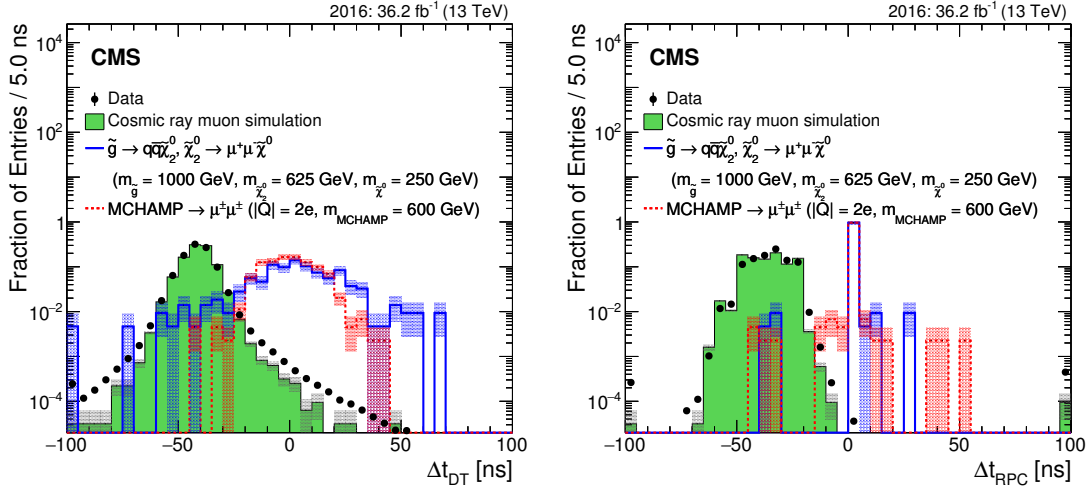 2016: 36.2 fb⁻¹ (13 TeV)
CMS
Data
Cosmic ray muon simulation
g̃ → qq̅χ̃₂⁰, χ̃₂⁰ → μ⁺μ⁻χ̃⁰
(m_g̃ = 1000 GeV, m_χ̃₂⁰ = 625 GeV, m_χ̃⁰ = 250 GeV)
MCHAMP → μ±μ± (|Q| = 2e, m_MCHAMP = 600 GeV)
Fraction of Entries / 5.0 ns
10⁴
10²
1
10⁻²
10⁻⁴
−100 −50 0 50 100
Δt_DT [ns]
2016: 36.2 fb⁻¹ (13 TeV)
CMS
Data
Cosmic ray muon simulation
g̃ → qq̅χ̃₂⁰, χ̃₂⁰ → μ⁺μ⁻χ̃⁰
(m_g̃ = 1000 GeV, m_χ̃₂⁰ = 625 GeV, m_χ̃⁰ = 250 GeV)
MCHAMP → μ±μ± (|Q| = 2e, m_MCHAMP = 600 GeV)
Fraction of Entries / 5.0 ns
10⁴
10²
1
10⁻²
10⁻⁴
−100 −50 0 50 100
Δt_RPC [ns]